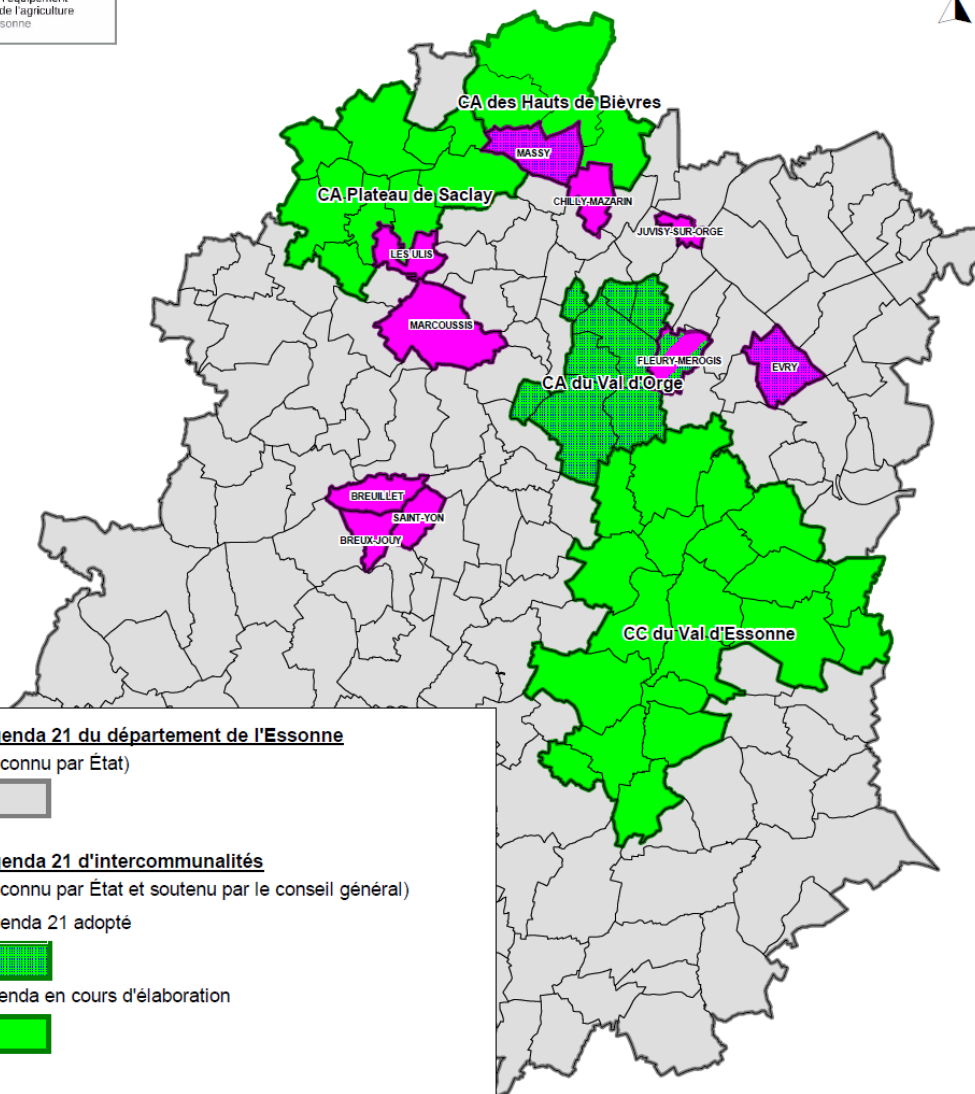 l'équipement
de l'agriculture
sonne
CA des Hauts de Bièvres
MASSY
CA Plateau de Saclay
CHILLY-MAZARIN
JUVISY-SUR-ORGE
LES ULIS
MARCOUSSIS
FLEURY-MEROGIS
EVRY
CA du Val d'Orge
BREUILLET
SAINT-YON
BREUX-JOUY
CC du Val d'Essonne
enda 21 du département de l'Essonne
connu par État)
enda 21 d'intercommunalités
connu par État et soutenu par le conseil général)
enda 21 adopté
enda en cours d'élaboration